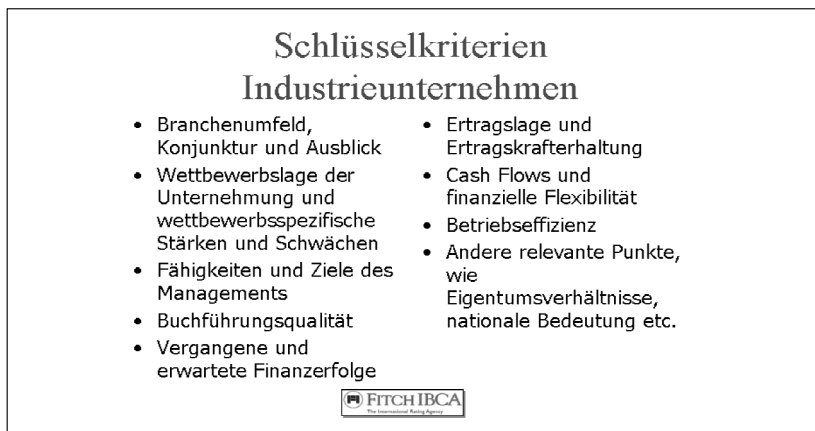 Schlüsselkriterien
Industrieunternehmen
• Branchenumfeld,
Konjunktur und Ausblick
• Wettbewerbslage der
Unternehmung und
wettbewerbsspezifische
Stärken und Schwächen
• Fähigkeiten und Ziele des
Managements
• Buchführungsqualität
• Vergangene und
erwartete Finanzerfolge
• Ertragslage und
Ertragskrafterhaltung
• Cash Flows und
finanzielle Flexibilität
• Betriebseffizienz
• Andere relevante Punkte,
wie
Eigentumsverhältnisse,
nationale Bedeutung etc.
FITCH IBCA
The International Rating Agency